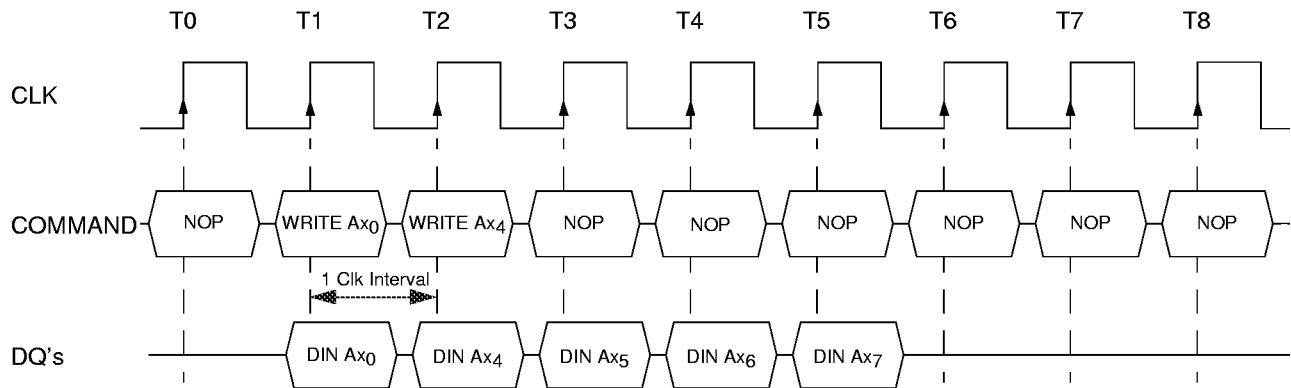 T0 T1 T2 T3 T4 T5 T6 T7 T8
CLK
COMMAND NOP WRITE Ax0 WRITE Ax4 NOP NOP NOP NOP NOP NOP
1 Clk Interval
DQ's DIN Ax0 DIN Ax4 DIN Ax5 DIN Ax6 DIN Ax7